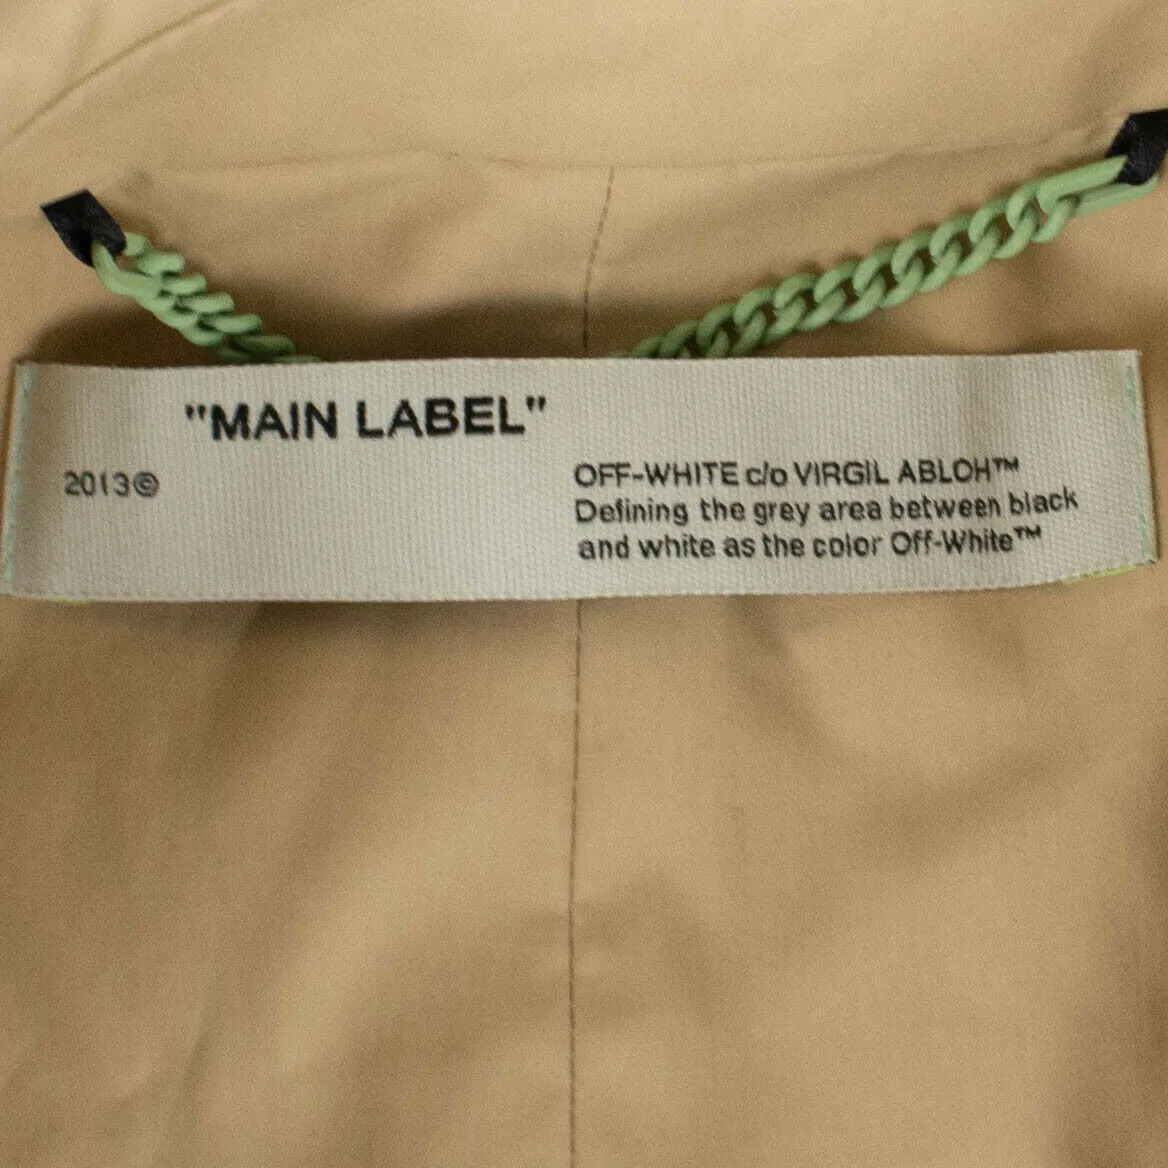 "MAIN LABEL"
2013©
OFF-WHITE c/o VIRGIL ABLOH™
Defining the grey area between black
and white as the color Off-White™